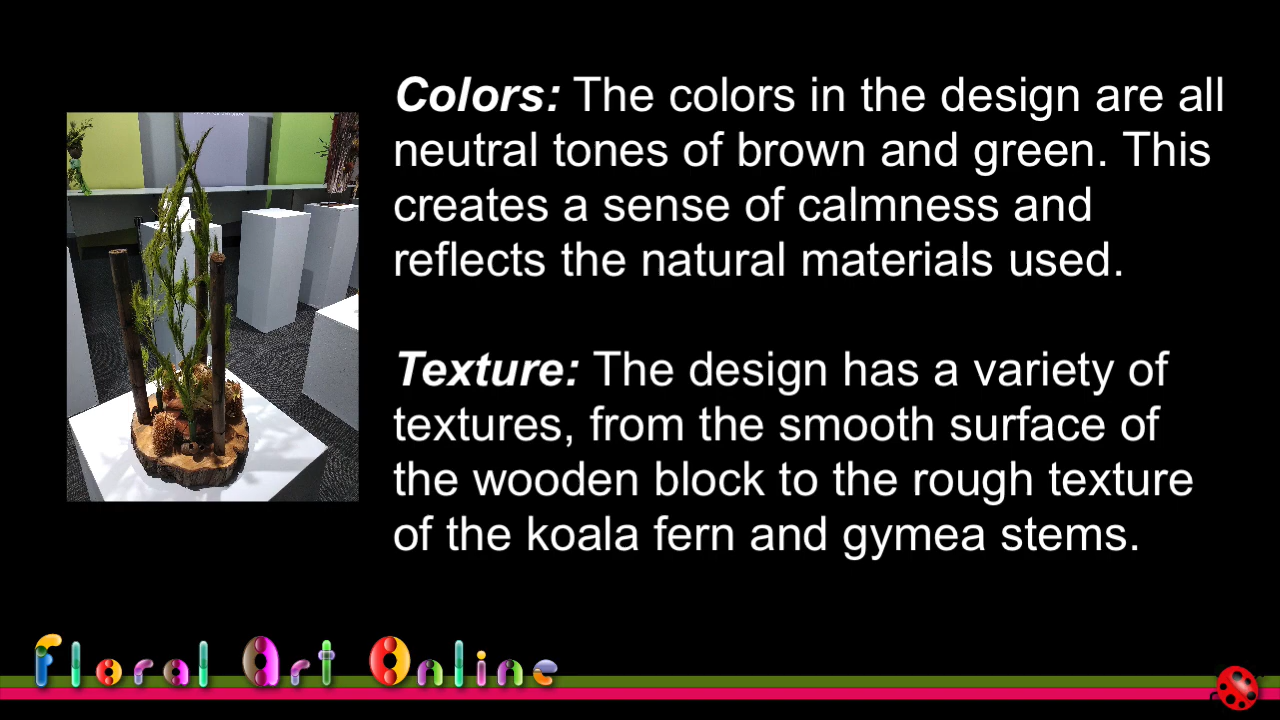 Colors: The colors in the design are all
neutral tones of brown and green. This
creates a sense of calmness and
reflects the natural materials used.
Texture: The design has a variety of
textures, from the smooth surface of
the wooden block to the rough texture
of the koala fern and gymea stems.
Floral Art Online